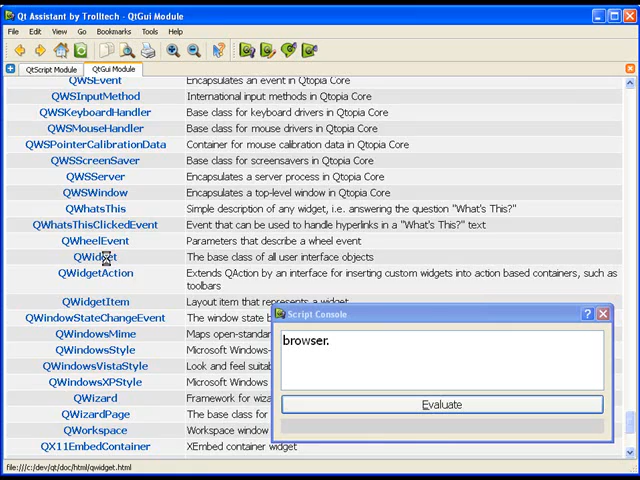 Qt Assistant by Trolltech - QtGui Module
File Edit View Go Bookmarks Tools Help
QtScript Module QtGui Module
QWSEvent Encapsulates an event in Qtopia Core
QWSInputMethod International input methods in Qtopia Core
QWSKeyboardHandler Base class for keyboard drivers in Qtopia Core
QWSMouseHandler Base class for mouse drivers in Qtopia Core
QWSPointerCalibrationData Container for mouse calibration data in Qtopia Core
QWSScreenSaver Base class for screensavers in Qtopia Core
QWSServer Encapsulates a server process in Qtopia Core
QWSWindow Encapsulates a top-level window in Qtopia Core
QWhatsThis Simple description of any widget, i.e. answering the question "What's This?"
QWhatsThisClickedEvent Event that can be used to handle hyperlinks in a "What's This?" text
QWheelEvent Parameters that describe a wheel event
QWidget The base class of all user interface objects
QWidgetAction Extends QAction by an interface for inserting custom widgets into action based containers, such as
toolbars
QWidgetItem Layout item that represents a widget
QWindowStateChangeEvent The window state b
QWindowsMime Maps open-standa
QWindowsStyle Microsoft Windows-
QWindowsVistaStyle Look and feel suitab
QWindowsXPStyle Microsoft Windows-
QWizard Framework for wiza
QWizardPage The base class for
QWorkspace Workspace window
QX11EmbedContainer XEmbed container widget
Script Console
browser.
Evaluate
file:///c:/dev/qt/doc/html/qwidget.html